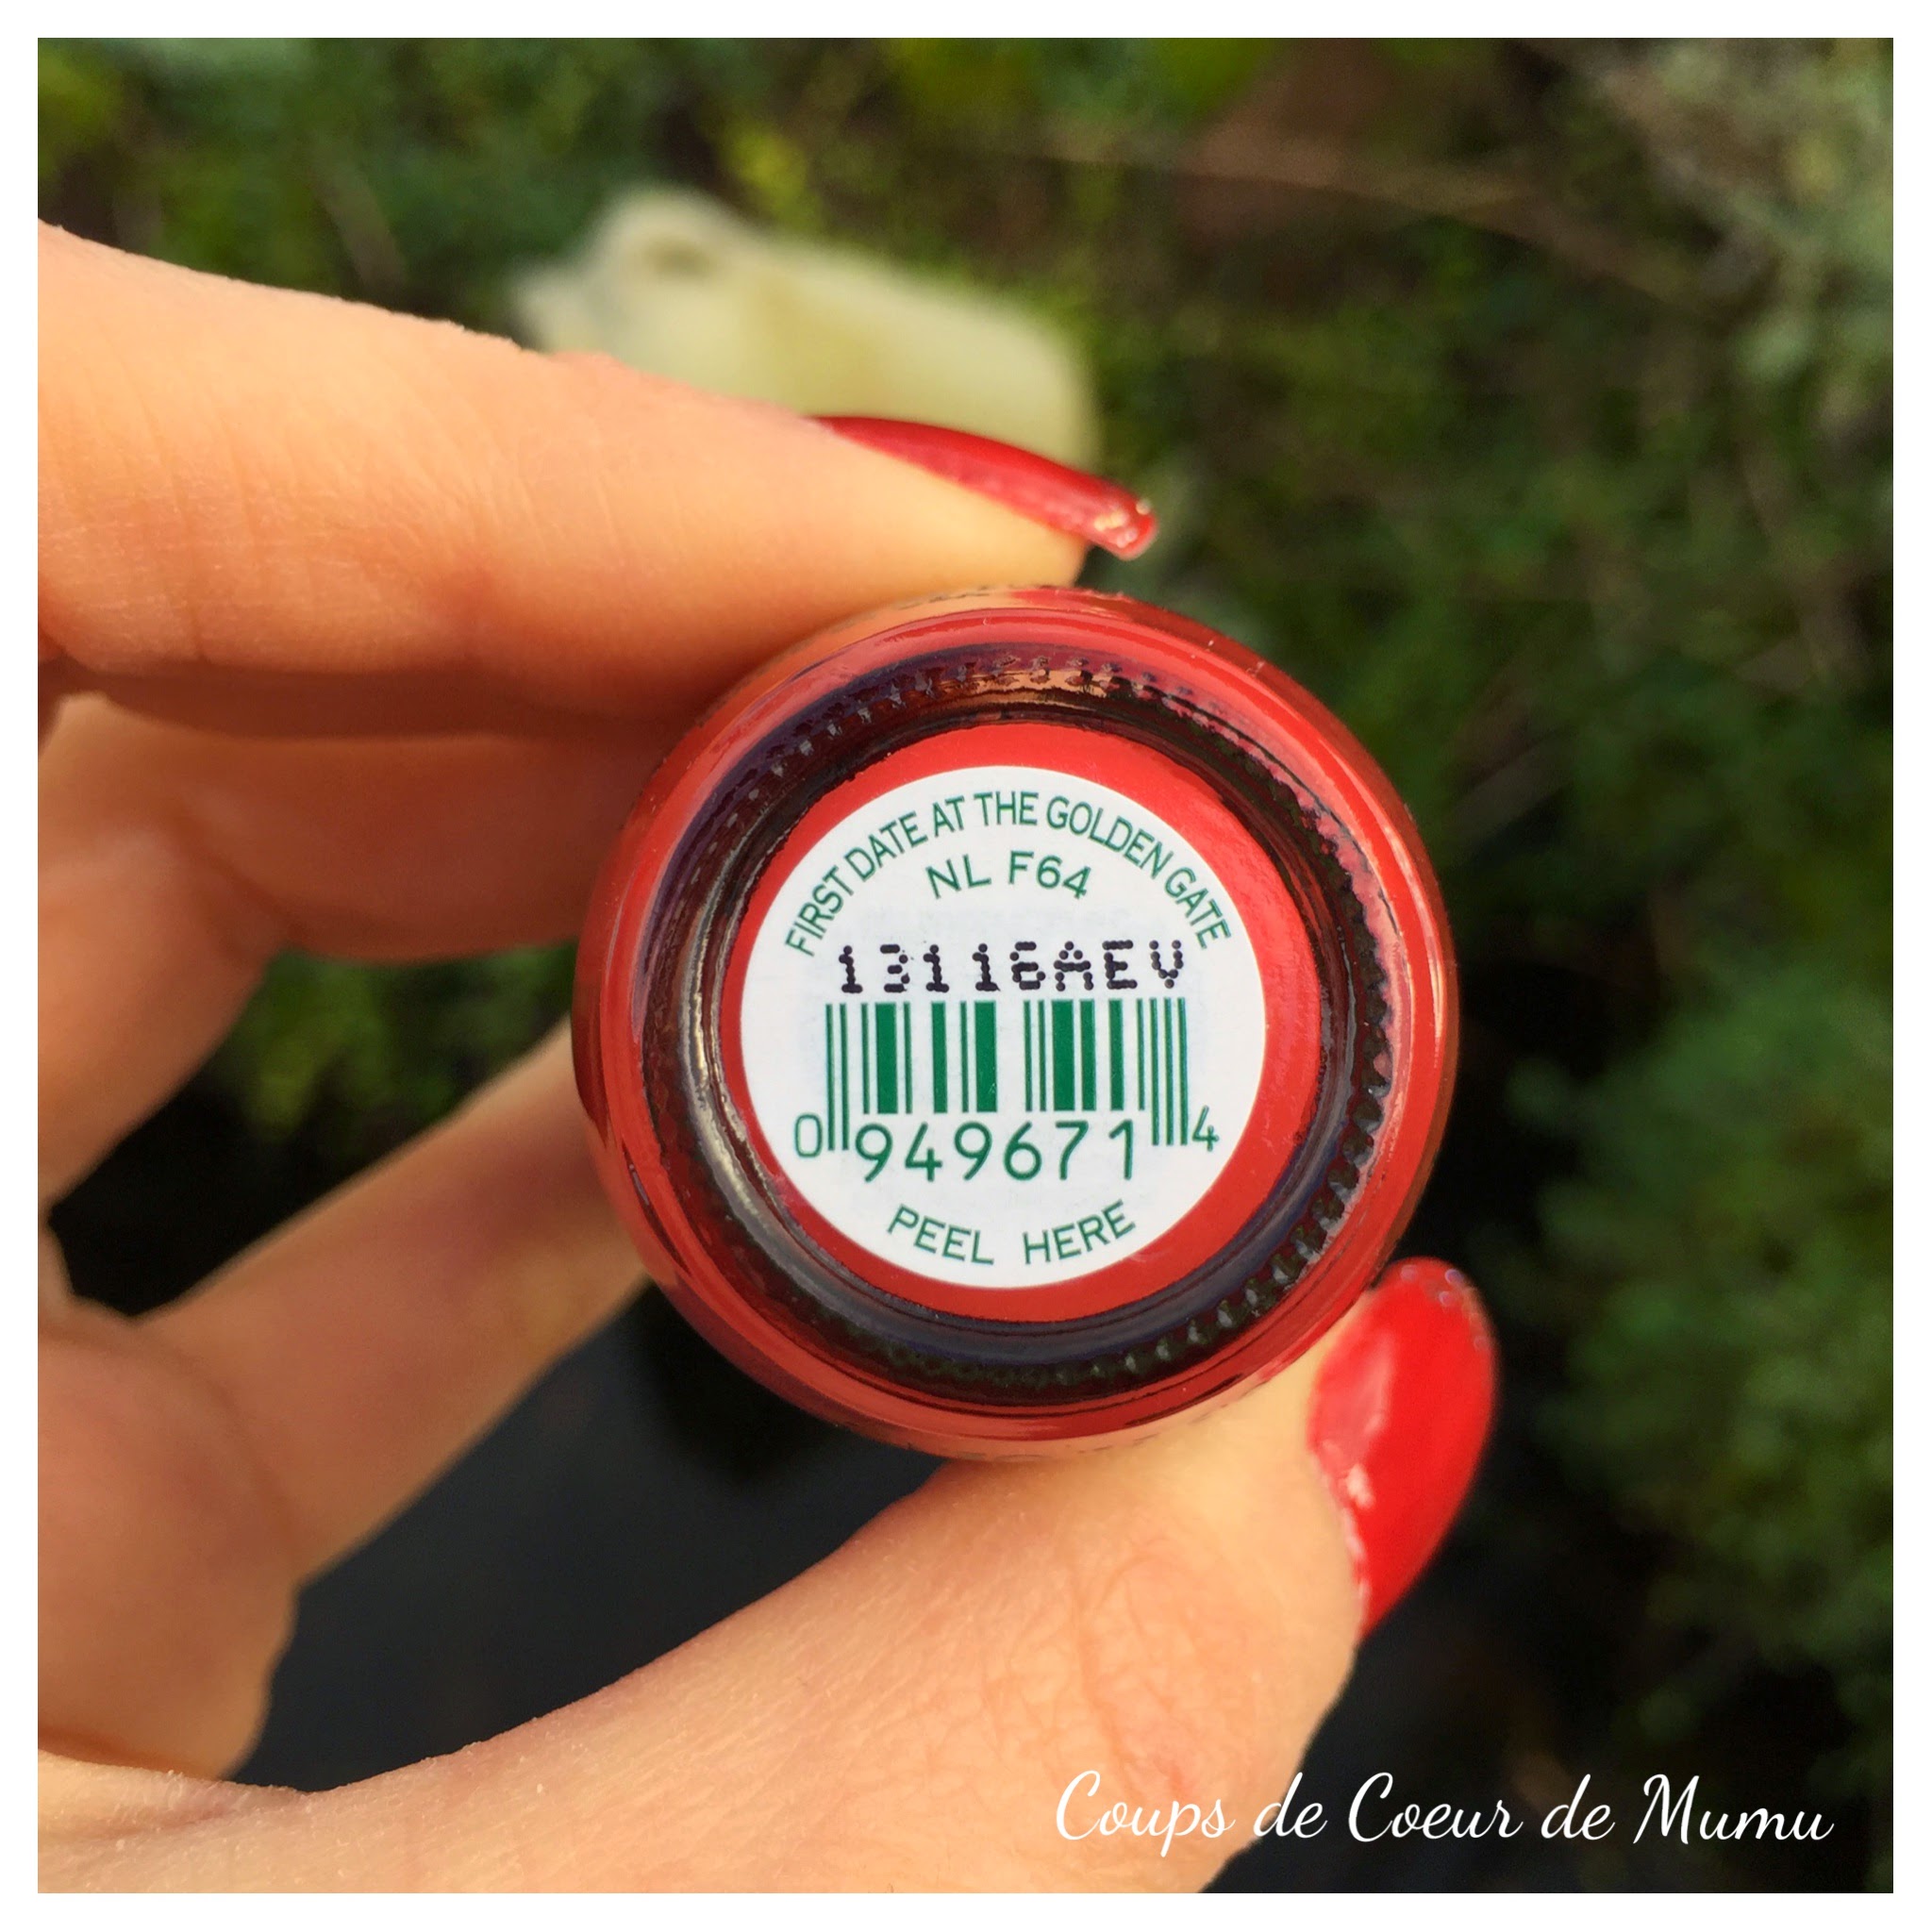 FIRST DATE AT THE GOLDEN GATE
NL F64
13116AEV
0 949671 4
PEEL HERE
Coups de Coeur de Mumu